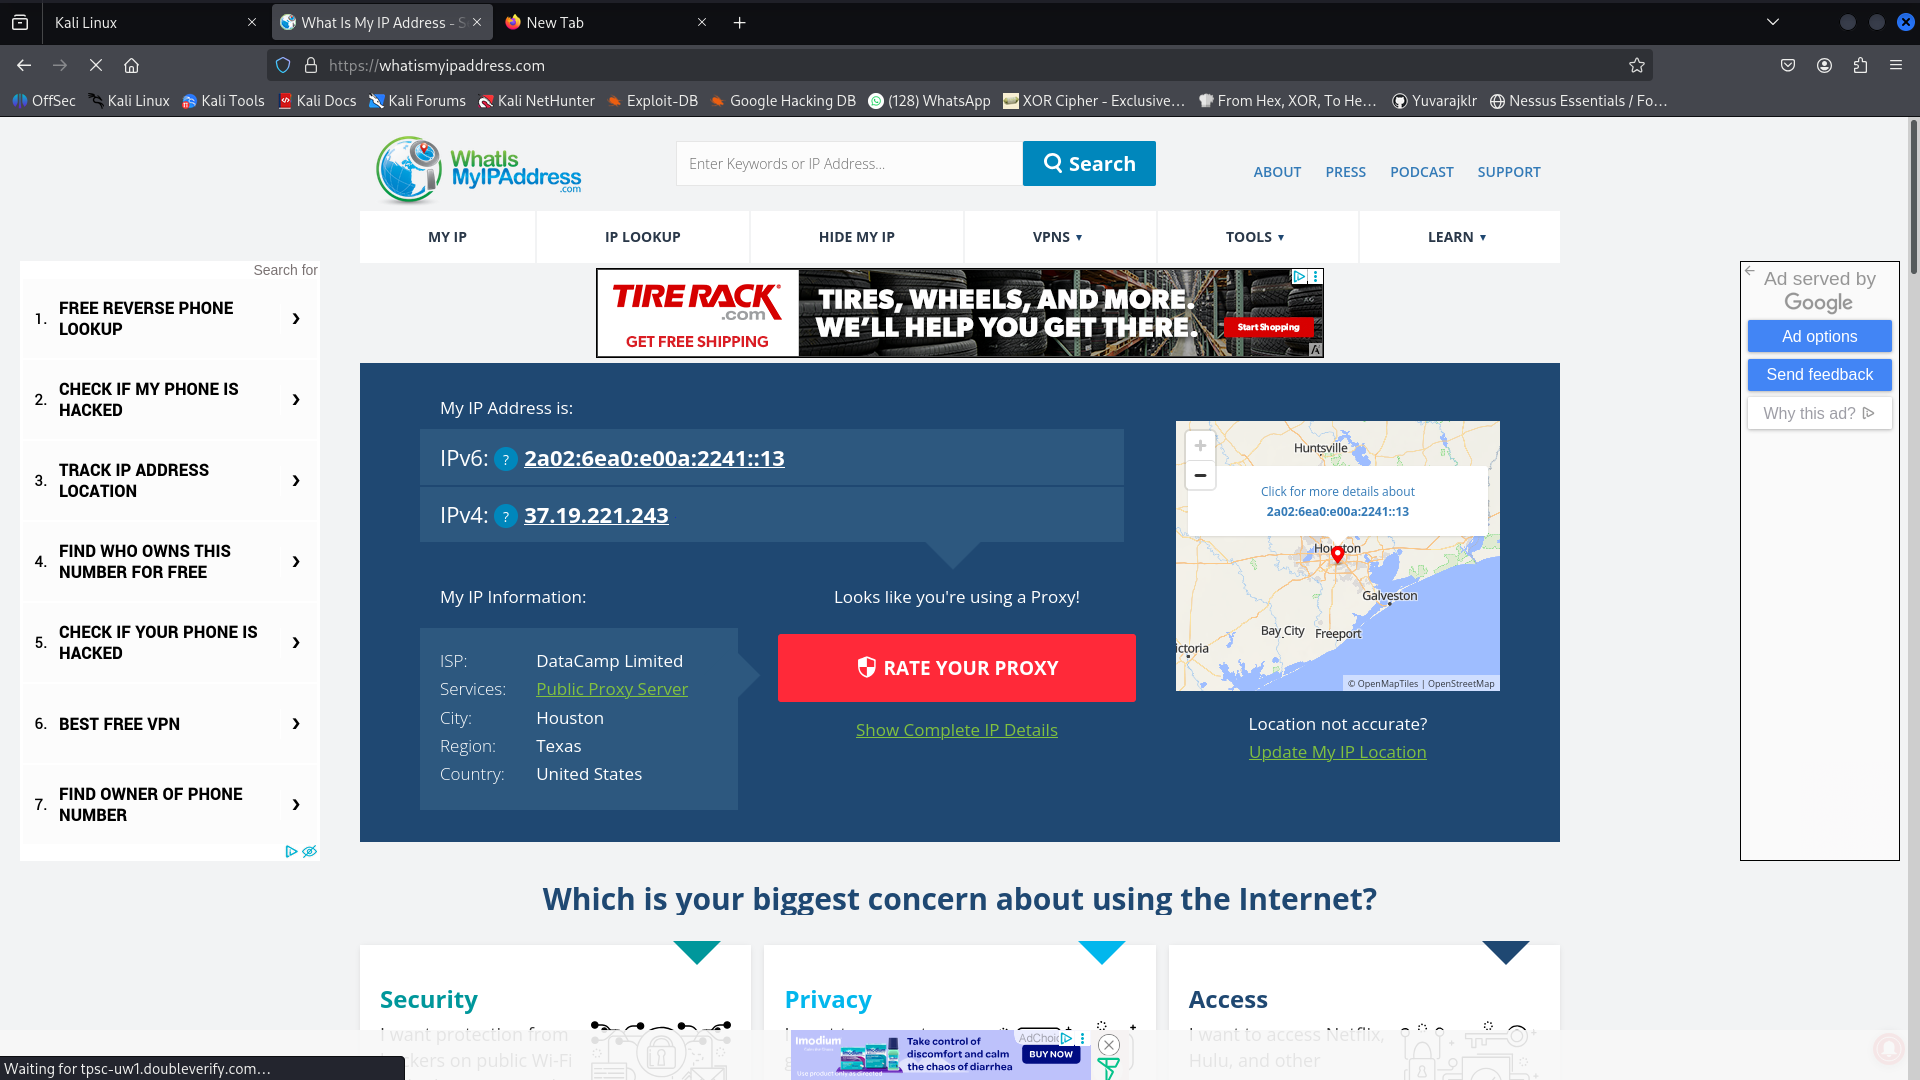 Kali Linux
What Is My IP Address - S
New Tab
https://whatismyipaddress.com
OffSec
Kali Linux
Kali Tools
Kali Docs
Kali Forums
Kali NetHunter
Exploit-DB
Google Hacking DB
(128) WhatsApp
XOR Cipher - Exclusive...
From Hex, XOR, To He...
Yuvarajklr
Nessus Essentials / Fo...
WhatIs
MyIPAddress
.com
Enter Keywords or IP Address...
Search
ABOUT
PRESS
PODCAST
SUPPORT
MY IP
IP LOOKUP
HIDE MY IP
VPNS ▾
TOOLS ▾
LEARN ▾
Search for
1. FREE REVERSE PHONE
LOOKUP
2. CHECK IF MY PHONE IS
HACKED
3. TRACK IP ADDRESS
LOCATION
4. FIND WHO OWNS THIS
NUMBER FOR FREE
5. CHECK IF YOUR PHONE IS
HACKED
6. BEST FREE VPN
7. FIND OWNER OF PHONE
NUMBER
TIRE RACK
.com
GET FREE SHIPPING
TIRES, WHEELS, AND MORE.
WE'LL HELP YOU GET THERE.
Start Shopping
A
Ad served by
Google
Ad options
Send feedback
Why this ad?
My IP Address is:
IPv6: ? 2a02:6ea0:e00a:2241::13
IPv4: ? 37.19.221.243
My IP Information:
ISP: DataCamp Limited
Services: Public Proxy Server
City: Houston
Region: Texas
Country: United States
Looks like you're using a Proxy!
RATE YOUR PROXY
Show Complete IP Details
+
−
Huntsville
Click for more details about
2a02:6ea0:e00a:2241::13
Houston
Galveston
Bay City
Freeport
ictoria
© OpenMapTiles | OpenStreetMap
Location not accurate?
Update My IP Location
Which is your biggest concern about using the Internet?
Security
I want protection from
hackers on public Wi-Fi
Privacy
Access
I want to access Netflix,
Hulu, and other
Imodium
Use product only as directed
Take control of
discomfort and calm
the chaos of diarrhea
AdChoic
BUY NOW
Waiting for tpsc-uw1.doubleverify.com...